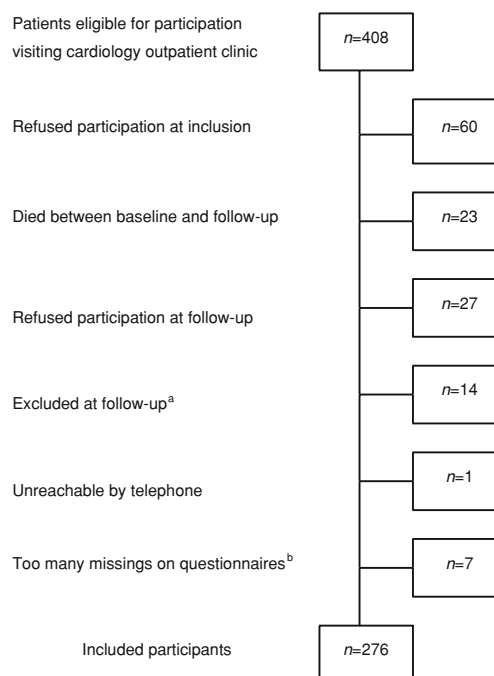 Patients eligible for participation
visiting cardiology outpatient clinic
n=408
Refused participation at inclusion
n=60
Died between baseline and follow-up
n=23
Refused participation at follow-up
n=27
Excluded at follow-upᵃ
n=14
Unreachable by telephone
n=1
Too many missings on questionnairesᵇ
n=7
Included participants
n=276